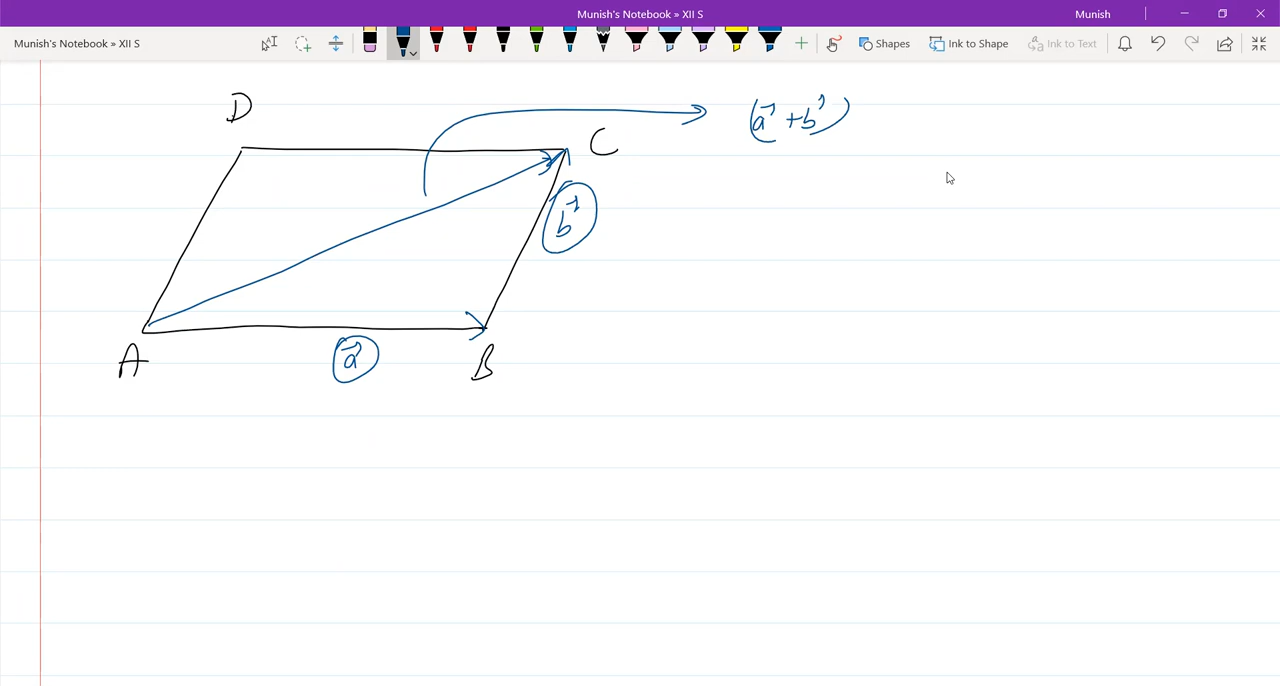 Munish's Notebook » XII S
Munish
Munish's Notebook » XII S
Shapes
Ink to Shape
Ink to Text
D
(a⃗ + b⃗)
C
b⃗
A
a⃗
B